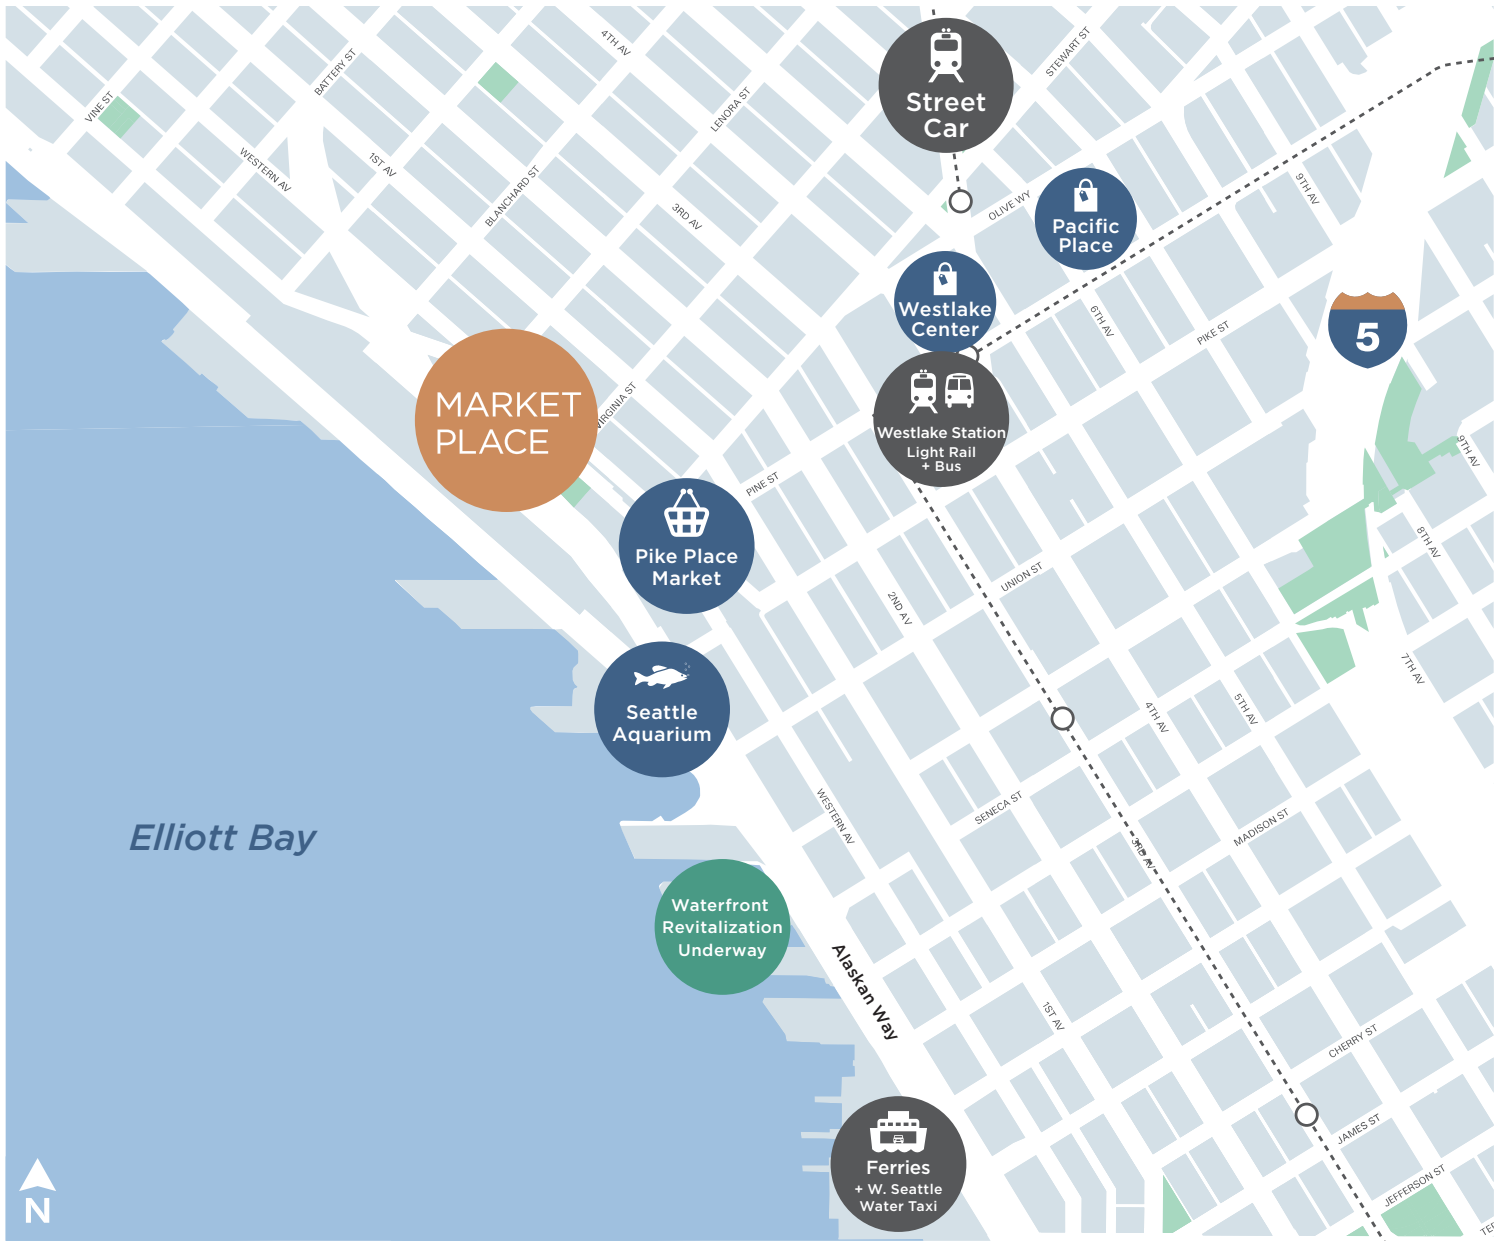 4TH AV
STEWART ST
BATTERY ST
VINE ST
LENORA ST
Street
Car
WESTERN AV
1ST AV
BLANCHARD ST
3RD AV
OLIVE WY
9TH AV
Pacific
Place
Westlake
Center
6TH AV
PIKE ST
5
MARKET
PLACE
VIRGINIA ST
Westlake Station
Light Rail
+ Bus
9TH AV
PINE ST
Pike Place
Market
8TH AV
UNION ST
2ND AV
7TH AV
Seattle
Aquarium
5TH AV
4TH AV
WESTERN AV
SENECA ST
MADISON ST
3RD AV
Elliott Bay
Waterfront
Revitalization
Underway
Alaskan Way
1ST AV
CHERRY ST
JAMES ST
Ferries
+ W. Seattle
Water Taxi
JEFFERSON ST
N